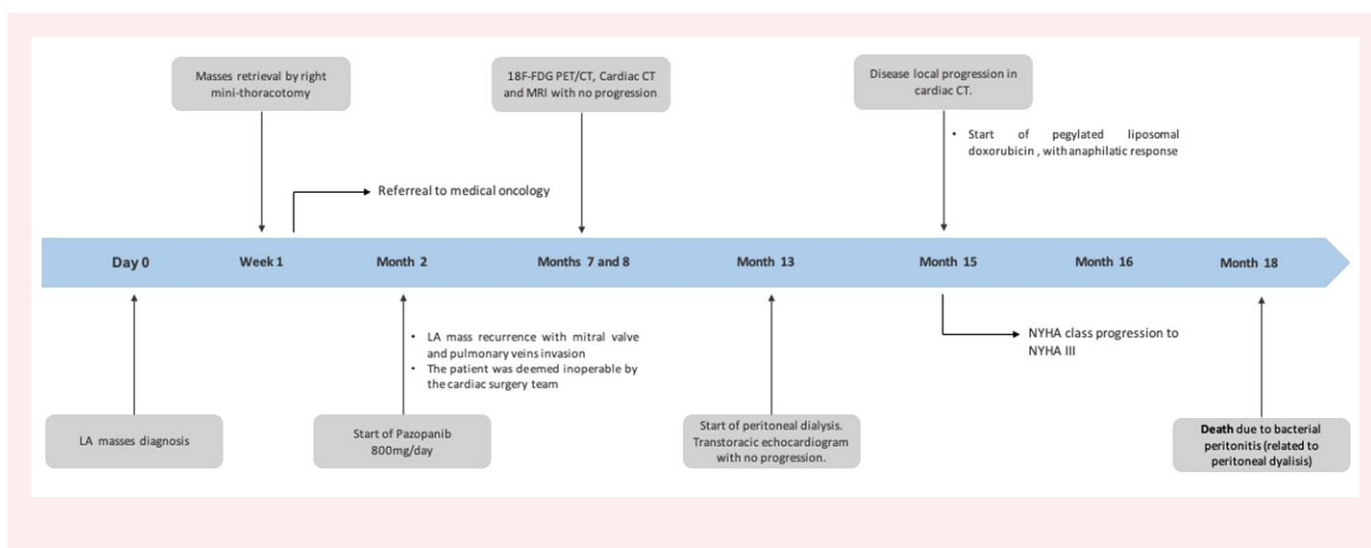 Masses retrieval by right
mini-thoracotomy
18F-FDG PET/CT, Cardiac CT
and MRI with no progression
Disease local progression in
cardiac CT.
• Start of pegylated liposomal
doxorubicin , with anaphilatic response
Referreal to medical oncology
Day 0
Week 1
Month 2
Months 7 and 8
Month 13
Month 15
Month 16
Month 18
• LA mass recurrence with mitral valve
and pulmonary veins invasion
• The patient was deemed inoperable by
the cardiac surgery team
NYHA class progression to
NYHA III
LA masses diagnosis
Start of Pazopanib
800mg/day
Start of peritoneal dialysis.
Transtoracic echocardiogram
with no progression.
Death due to bacterial
peritonitis (related to
peritoneal dyalisis)